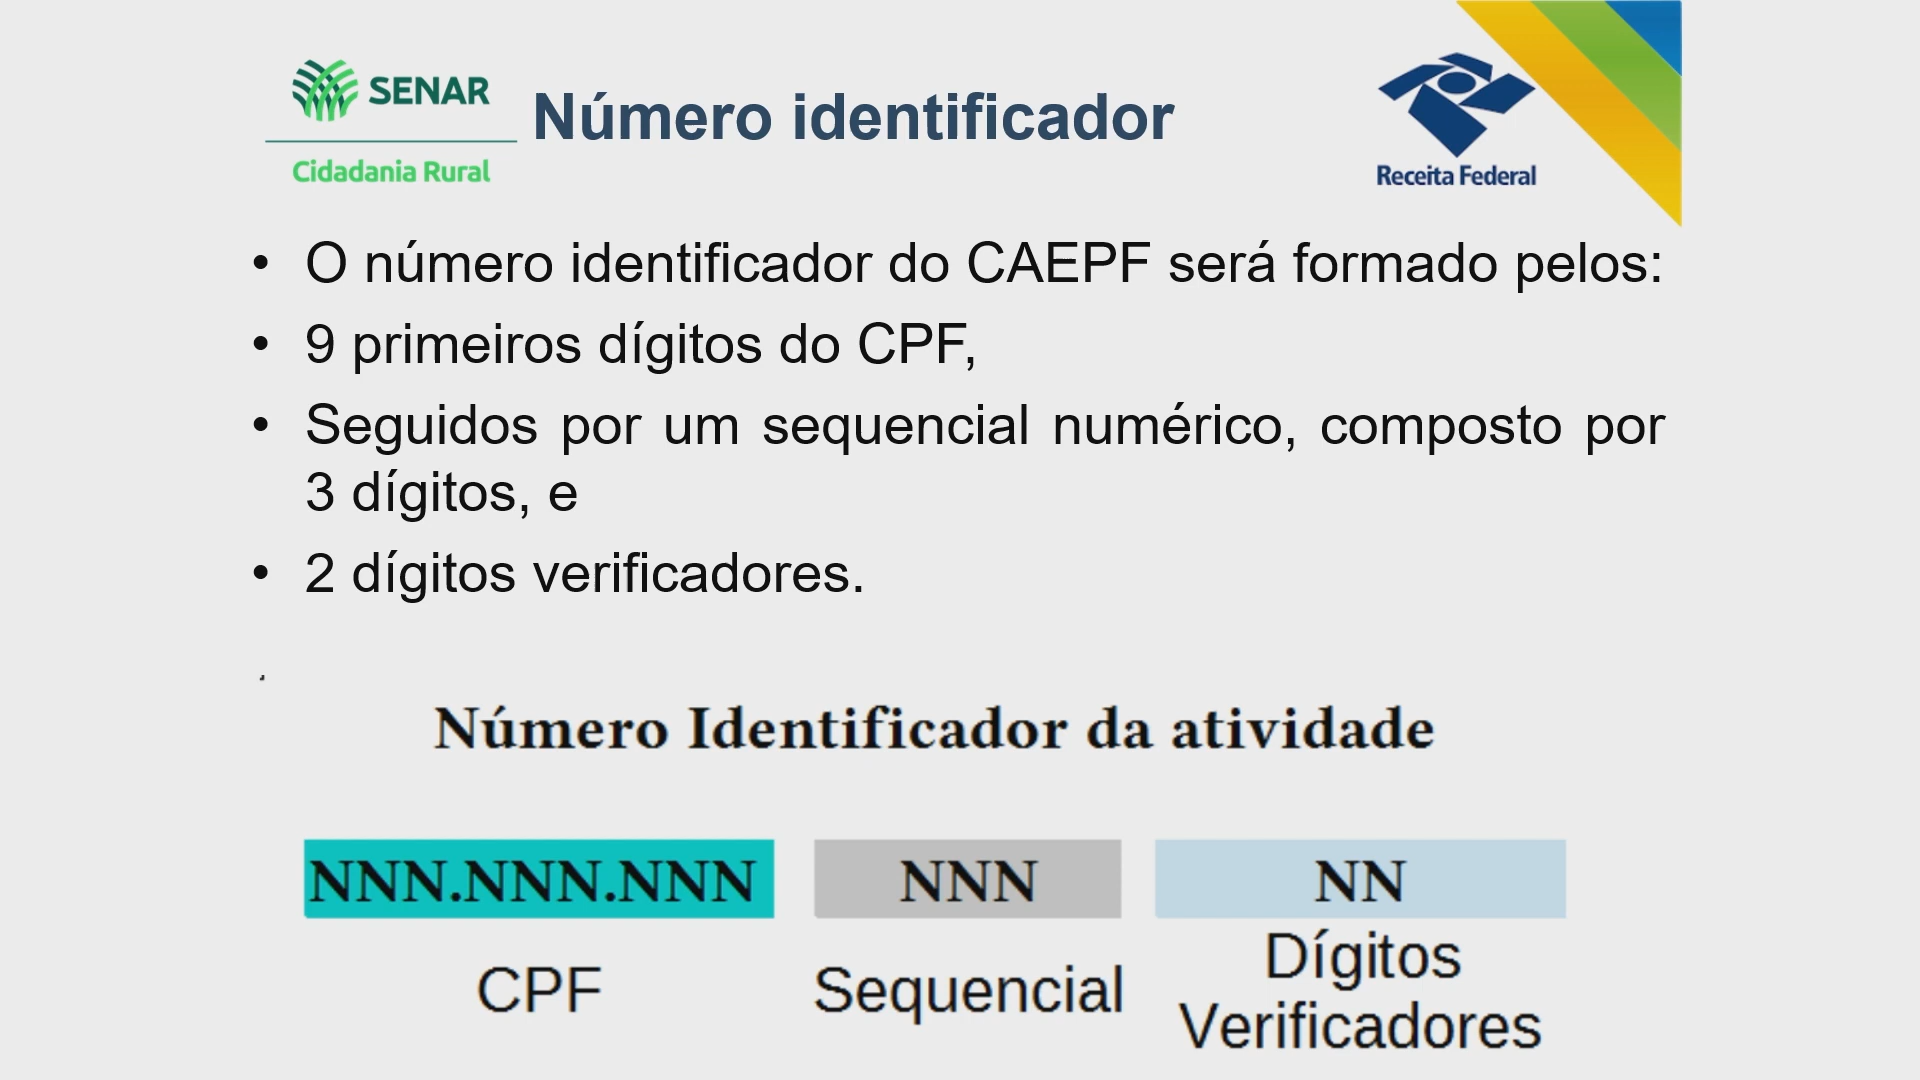 SENAR
Cidadania Rural
Número identificador
Receita Federal
• O número identificador do CAEPF será formado pelos:
• 9 primeiros dígitos do CPF,
• Seguidos por um sequencial numérico, composto por
3 dígitos, e
• 2 dígitos verificadores.
Número Identificador da atividade
NNN.NNN.NNN NNN NN
CPF Sequencial Dígitos
Verificadores